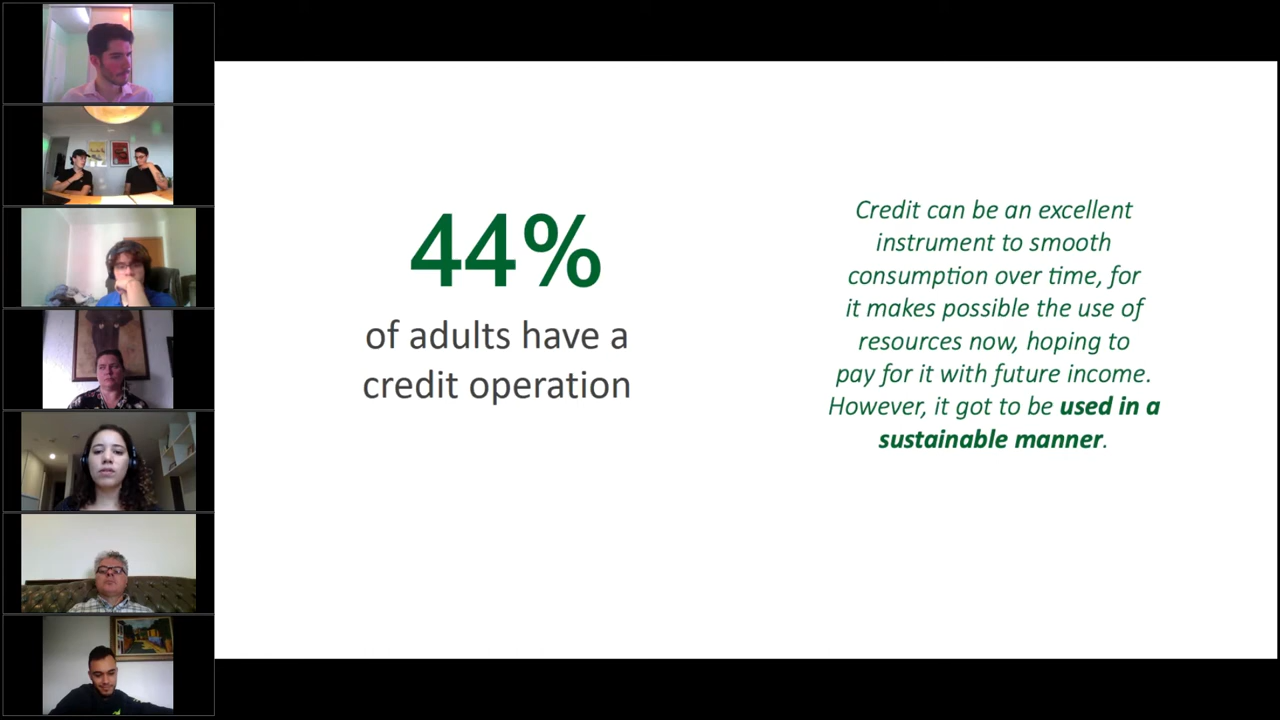 44%
of adults have a
credit operation
Credit can be an excellent
instrument to smooth
consumption over time, for
it makes possible the use of
resources now, hoping to
pay for it with future income.
However, it got to be used in a
sustainable manner.